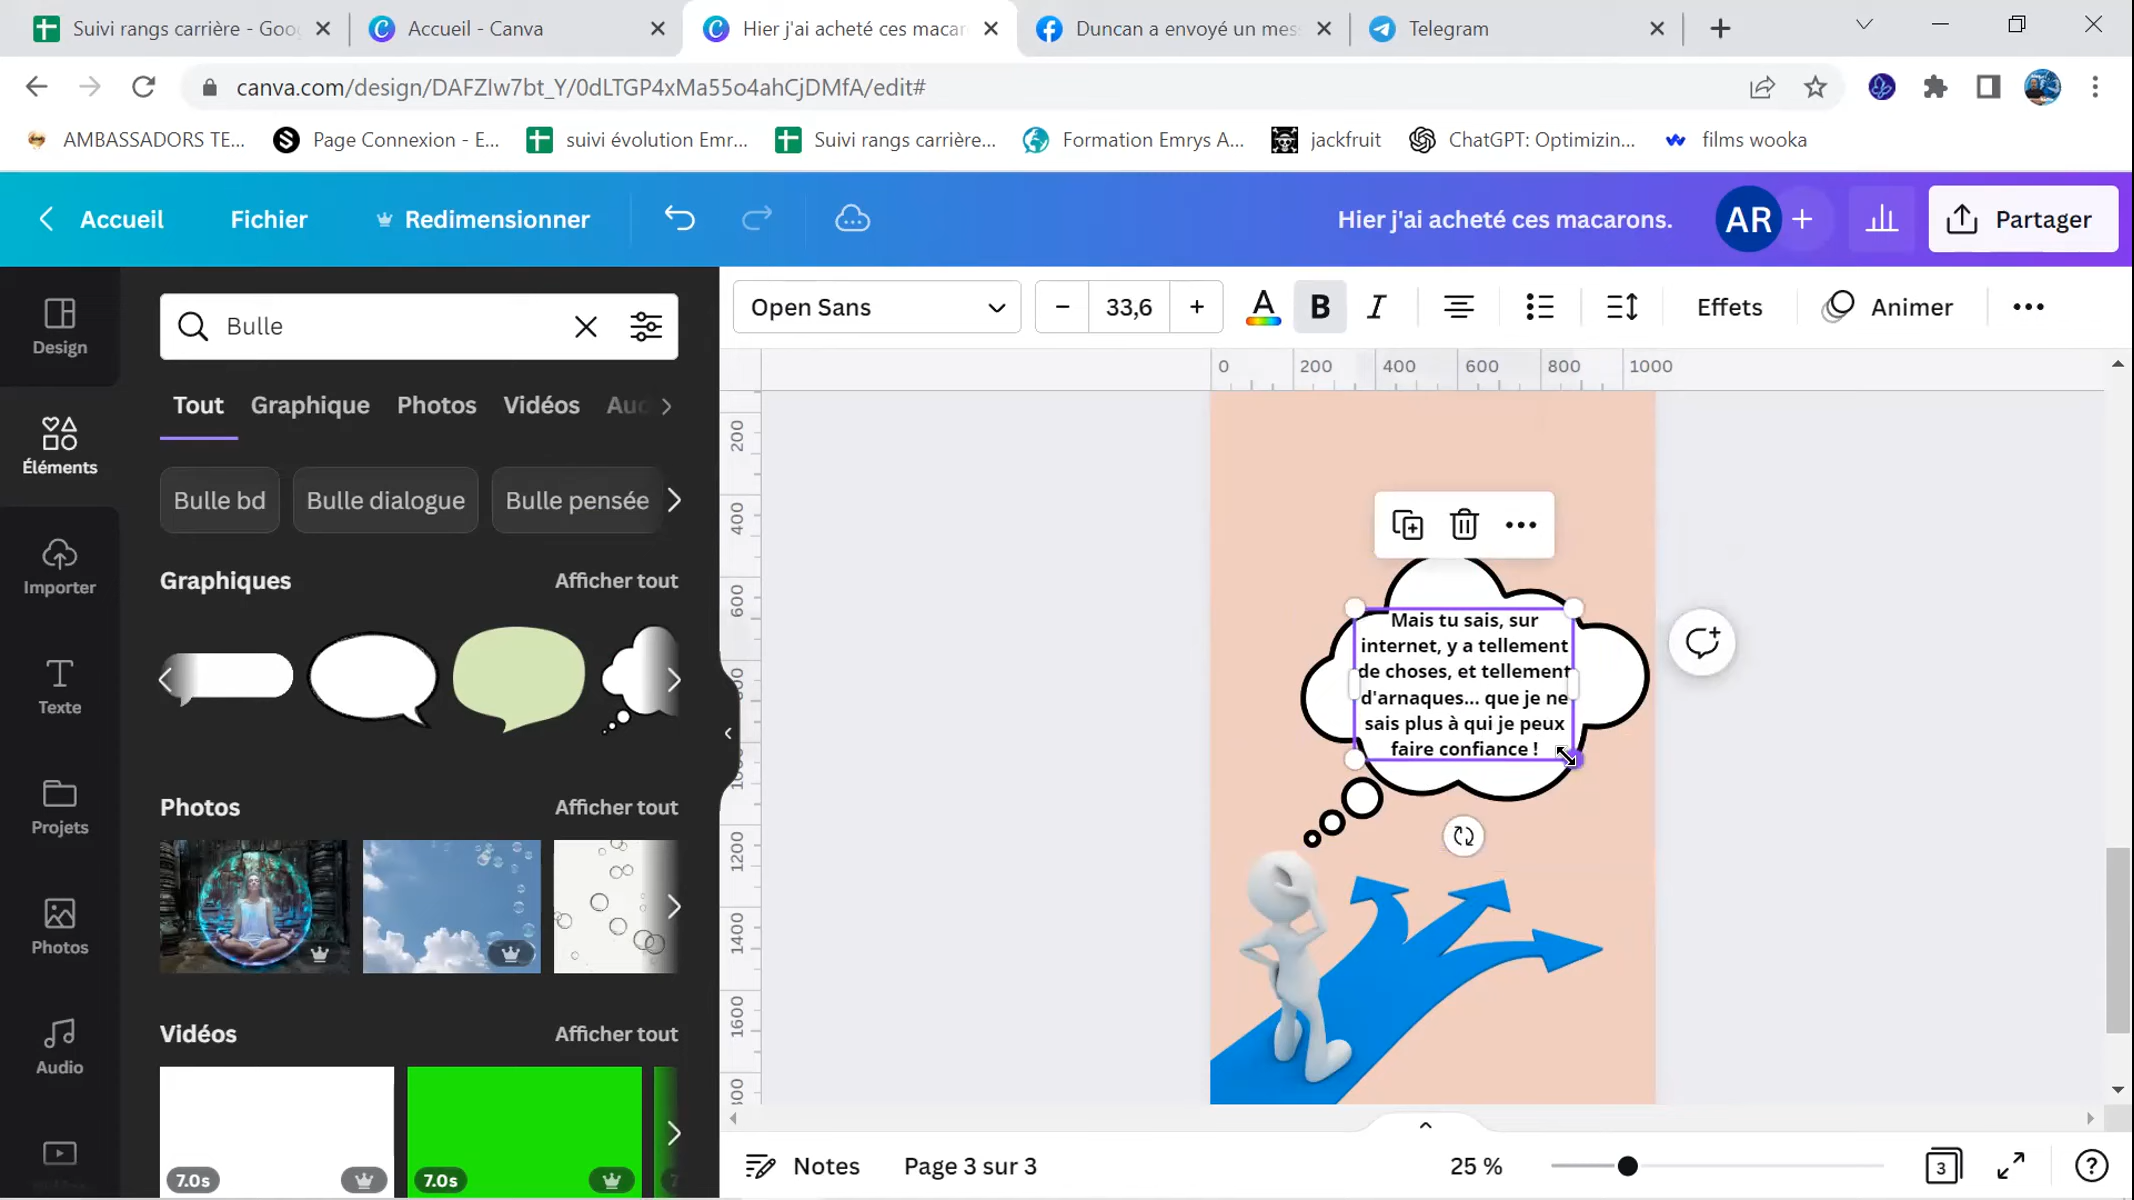 Suivi rangs carrière - Goo
Accueil - Canva
Hier j'ai acheté ces macar
Duncan a envoyé un mes
Telegram
canva.com/design/DAFZIw7bt_Y/0dLTGP4xMa55o4ahCjDMfA/edit#
AMBASSADORS TE...
Page Connexion - E...
suivi évolution Emr...
Suivi rangs carrière...
Formation Emrys A...
jackfruit
ChatGPT: Optimizin...
films wooka
Accueil
Fichier
Redimensionner
Hier j'ai acheté ces macarons.
AR
Partager
Design
Éléments
Importer
Texte
Projets
Photos
Audio
Bulle
Tout
Graphique
Photos
Vidéos
Bulle bd
Bulle dialogue
Bulle pensée
Graphiques
Afficher tout
Photos
Afficher tout
Vidéos
Afficher tout
7.0s
7.0s
Open Sans
33,6
A
B
I
Effets
Animer
0
200
400
600
800
1000
200
400
600
1200
1400
1600
Mais tu sais, sur
internet, y a tellement
de choses, et tellement
d'arnaques... que je ne
sais plus à qui je peux
faire confiance !
Notes
Page 3 sur 3
25 %
3